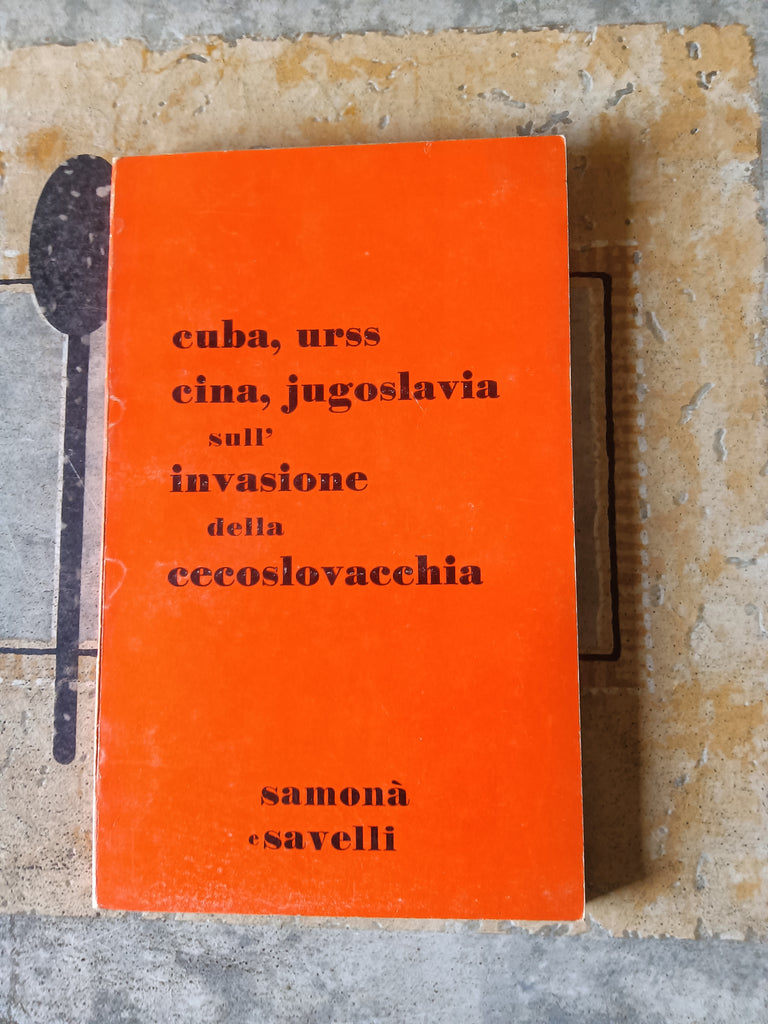 cuba, urss
cina, jugoslavia
sull'
invasione
della
cecoslovacchia
samonà
e savelli